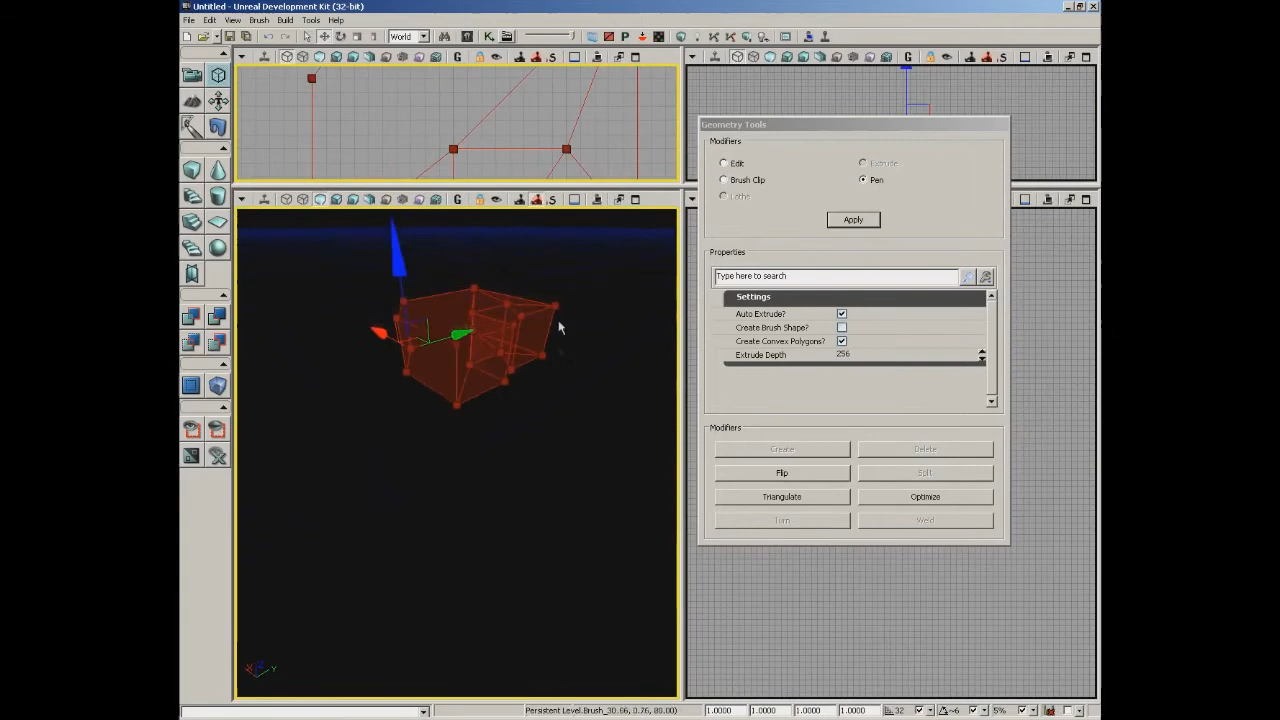 Untitled - Unreal Development Kit (32-bit)
File Edit View Brush Build Tools Help
World
Geometry Tools
Modifiers
Edit
Extrude
Brush Clip
Pen
Lathe
Apply
Properties
Type here to search
Settings
Auto Extrude?
Create Brush Shape?
Create Convex Polygons?
Extrude Depth 256
Modifiers
Create Delete
Flip Split
Triangulate Optimize
Turn Weld
X Y
Persistent Level.Brush_30.66, 0.76, 80.00) 1.0000 1.0000 1.0000 1.0000 32 ~6 5%